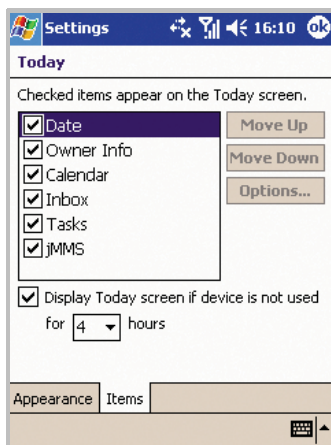 Settings 16:10 ok
Today
Checked items appear on the Today screen.
Date
Owner Info
Calendar
Inbox
Tasks
jMMS
Move Up
Move Down
Options...
Display Today screen if device is not used
for 4 hours
Appearance Items